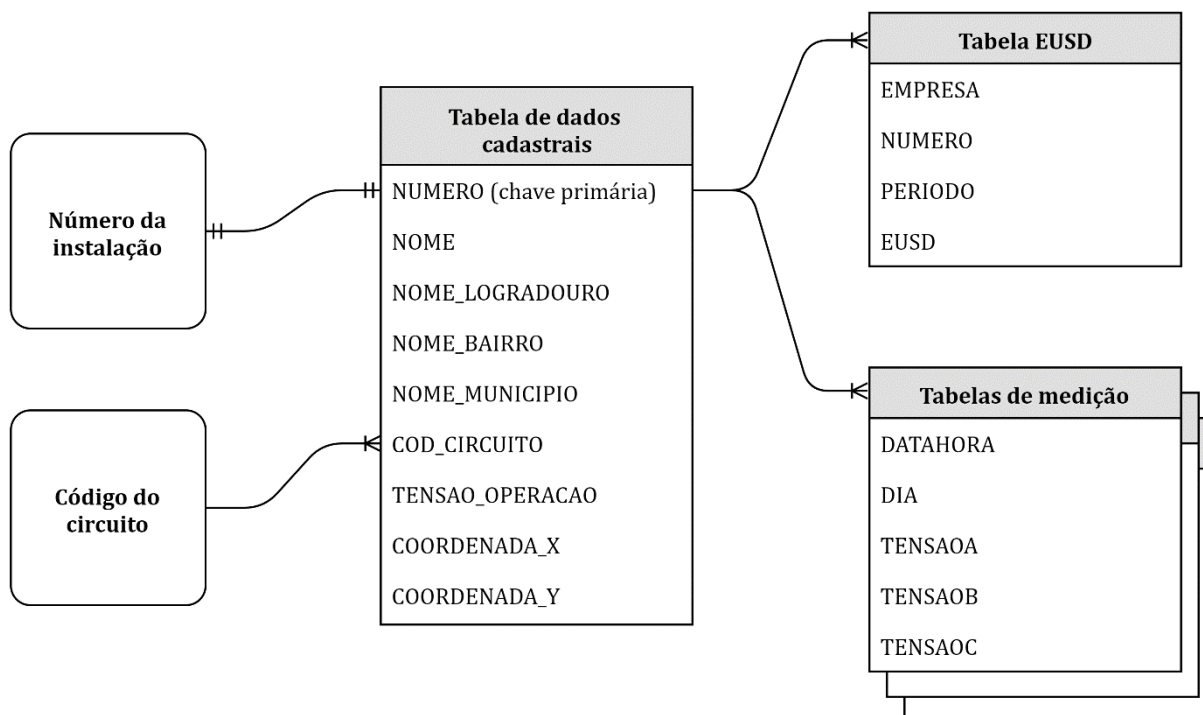 Número da
instalação
Código do
circuito
Tabela de dados
cadastrais
NUMERO (chave primária)
NOME
NOME_LOGRADOURO
NOME_BAIRRO
NOME_MUNICIPIO
COD_CIRCUITO
TENSAO_OPERACAO
COORDENADA_X
COORDENADA_Y
Tabela EUSD
EMPRESA
NUMERO
PERIODO
EUSD
Tabelas de medição
DATAHORA
DIA
TENSAOA
TENSAOB
TENSAOC